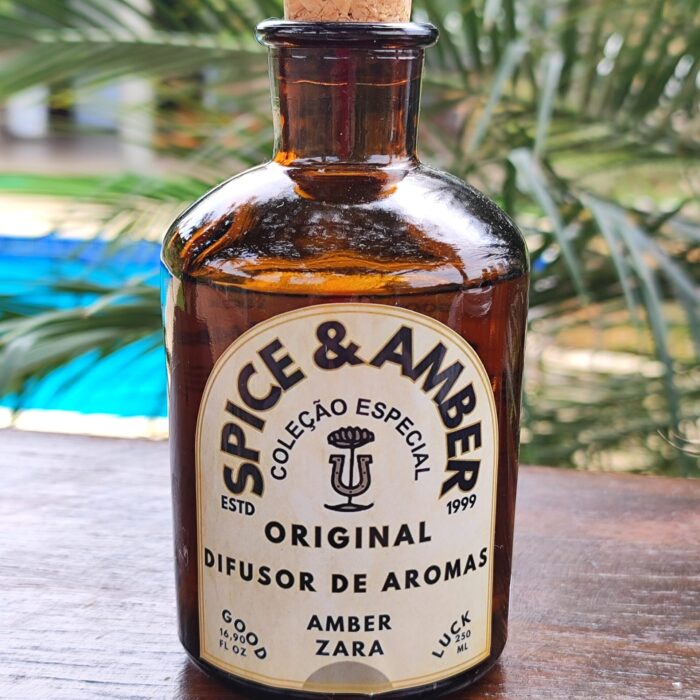 SPICE & AMBER
COLEÇÃO ESPECIAL
ESTD 1999
ORIGINAL
DIFUSOR DE AROMAS
GOOD LUCK
16,90 FL OZ
AMBER
ZARA
250 ML